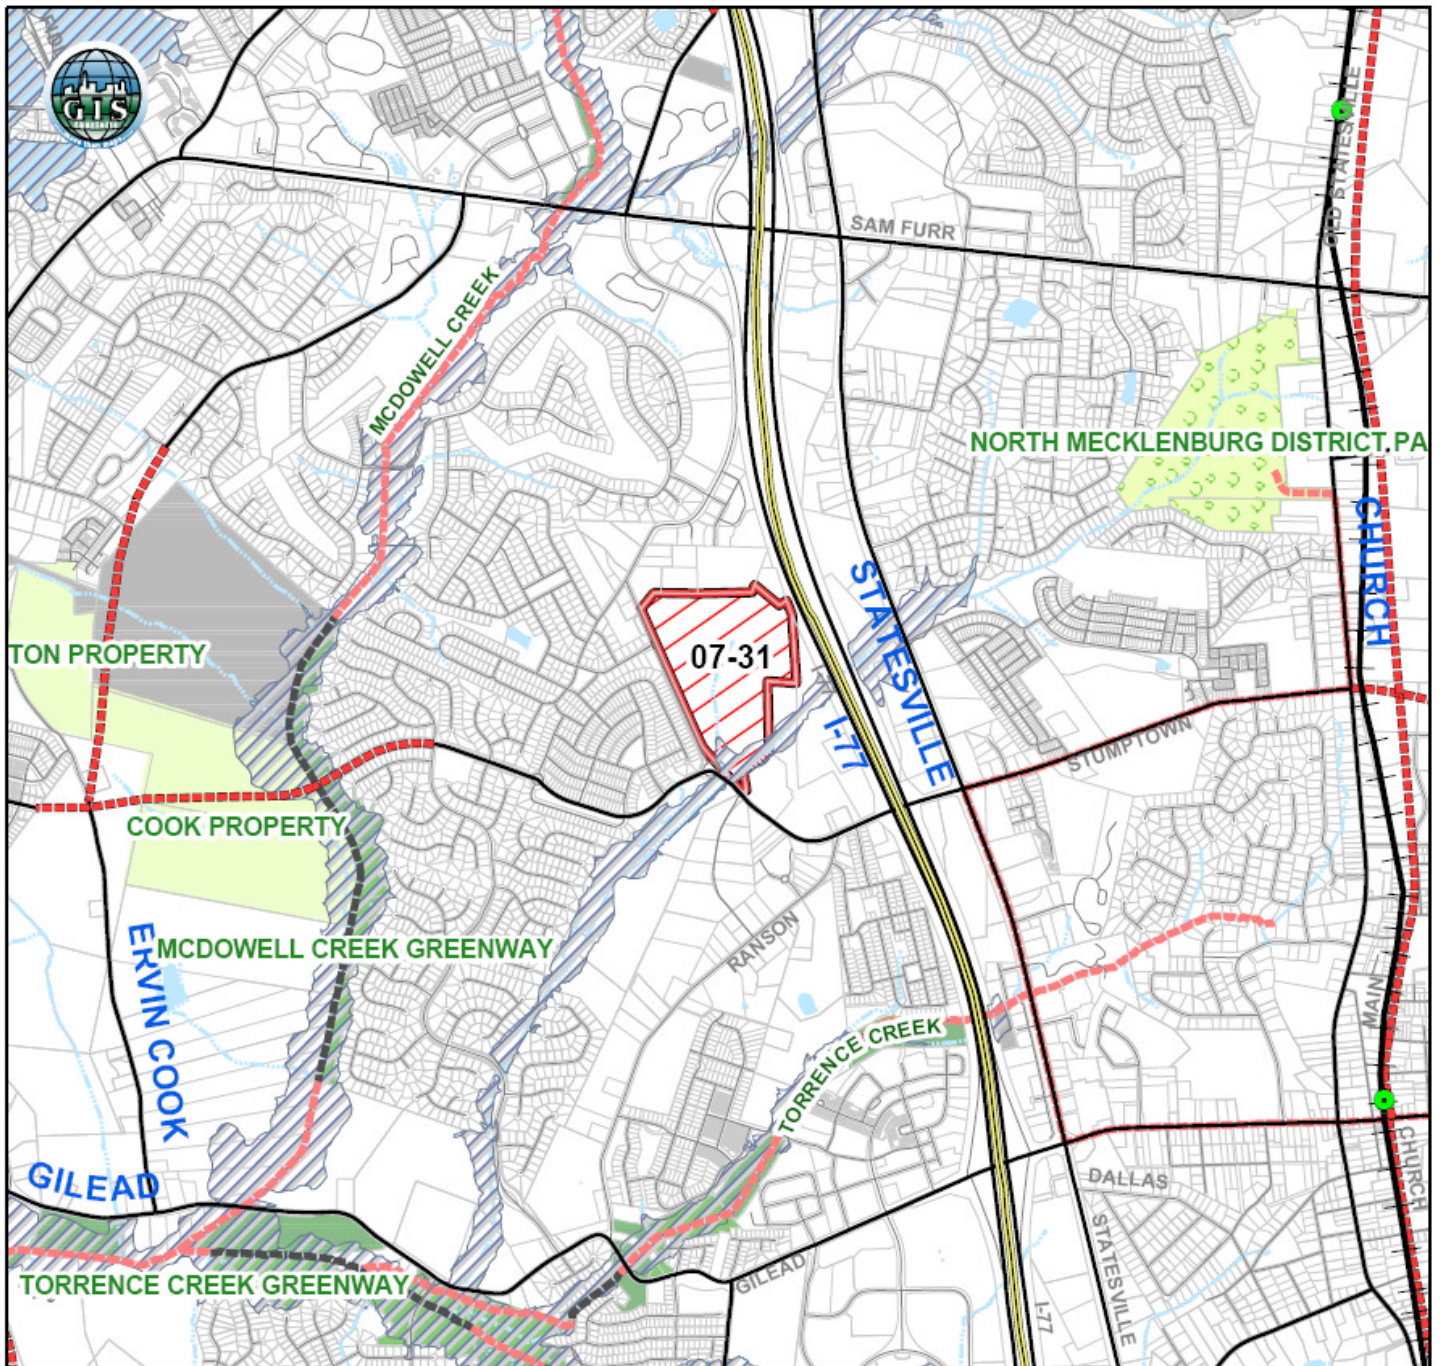 GIS
OLD STATESVILLE
SAM FURR
MCDOWELL CREEK
NORTH MECKLENBURG DISTRICT PA
CHURCH
STATESVILLE
TON PROPERTY
07-31
I-77
STUMPTOWN
COOK PROPERTY
ERVIN COOK
MCDOWELL CREEK GREENWAY
RANSON
MAIN
TORRENCE CREEK
GILEAD
CHURCH
DALLAS
STATESVILLE
TORRENCE CREEK GREENWAY
GILEAD
I-77